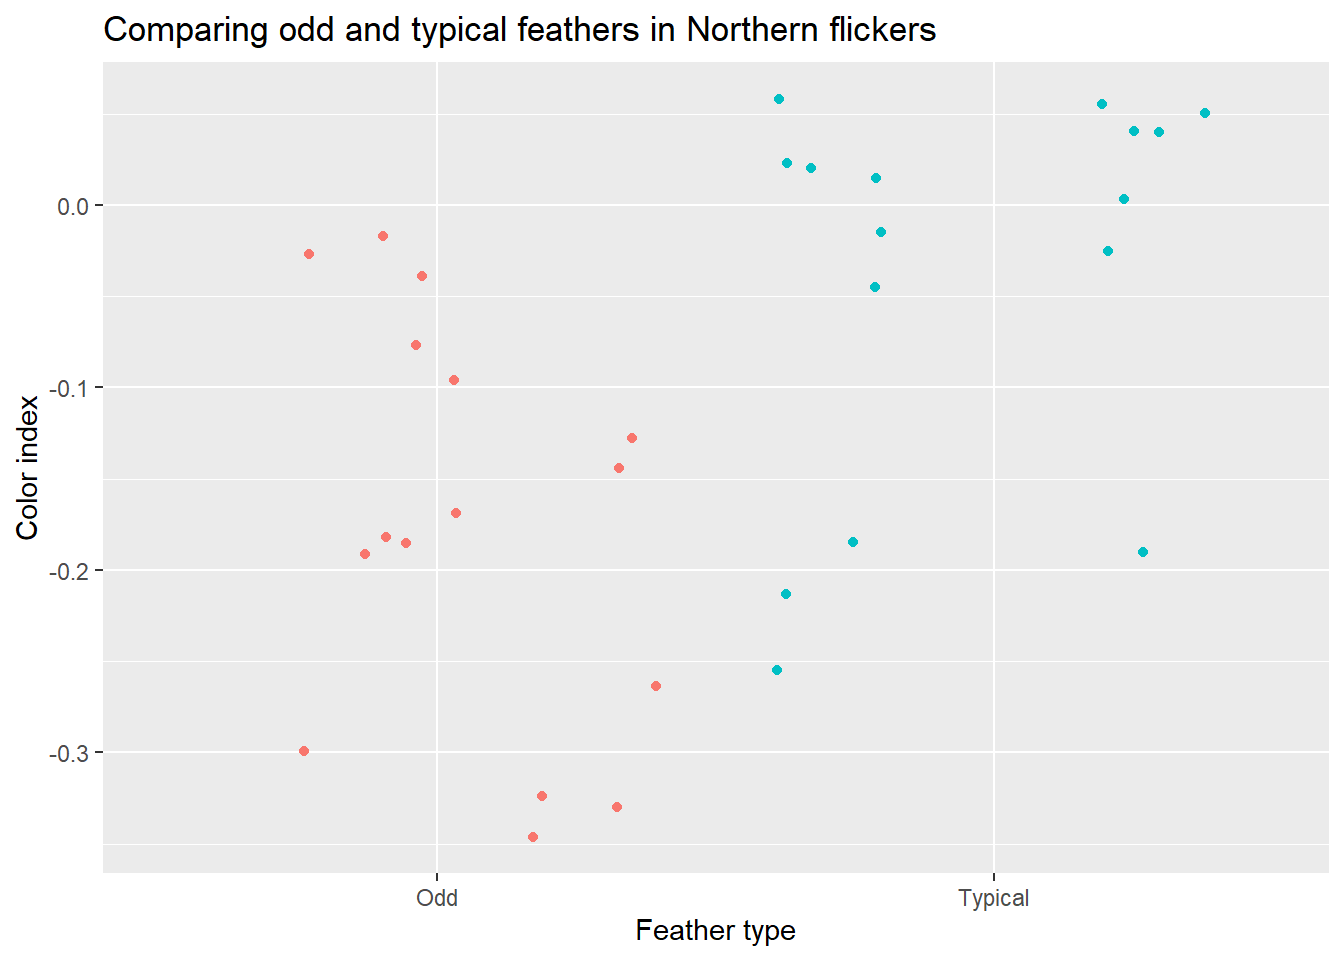 Comparing odd and typical feathers in Northern flickers
0.0
-0.1
-0.2
-0.3
Color index
Odd
Typical
Feather type